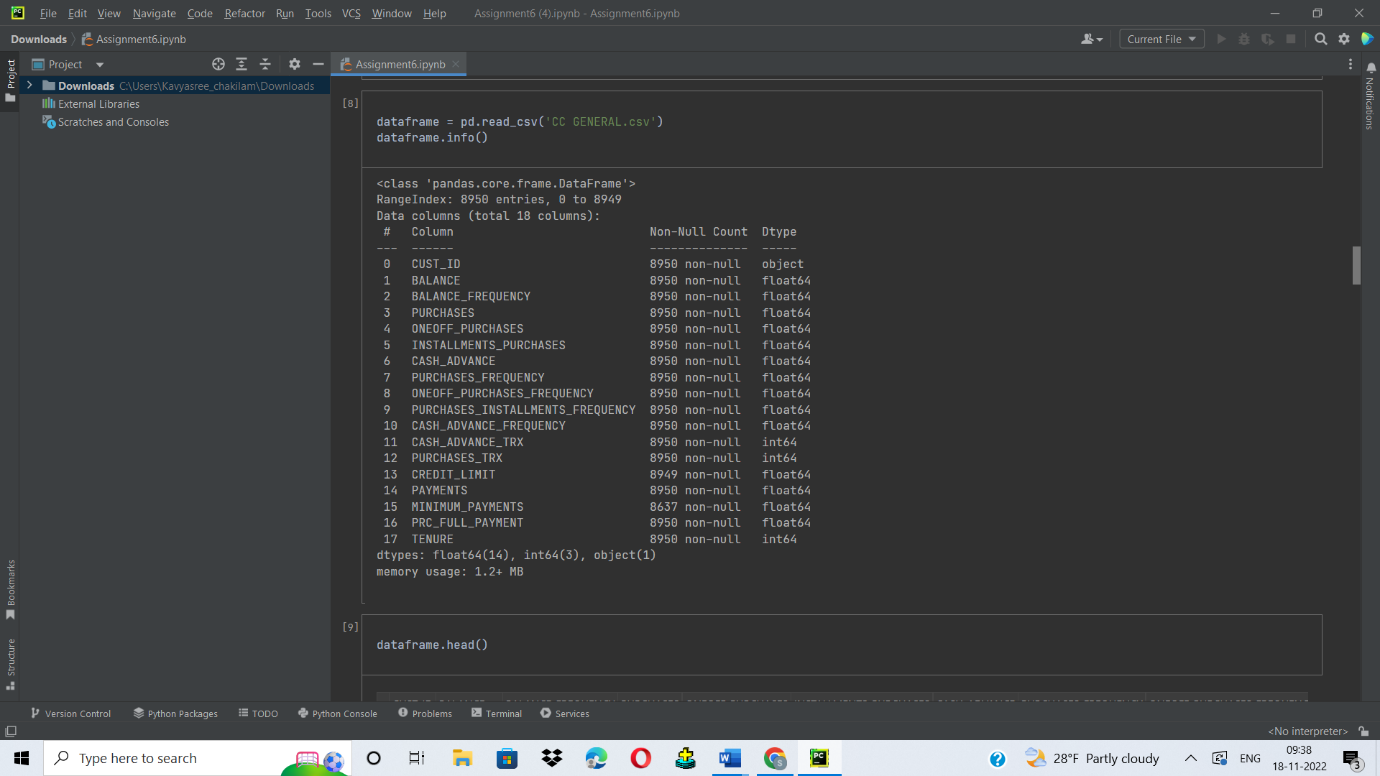 File Edit View Navigate Code Refactor Run Tools VCS Window Help Assignment6 (4).ipynb - Assignment6.ipynb
Downloads Assignment6.ipynb Current File
Project Assignment6.ipynb
Project
Downloads C:\Users\Kavyasree_chakilam\Downloads
External Libraries
Scratches and Consoles
Notifications
Bookmarks
Structure
[8]
dataframe = pd.read_csv('CC GENERAL.csv')
dataframe.info()
<class 'pandas.core.frame.DataFrame'>
RangeIndex: 8950 entries, 0 to 8949
Data columns (total 18 columns):
# Column Non-Null Count Dtype
--- ------ -------------- -----
0 CUST_ID 8950 non-null object
1 BALANCE 8950 non-null float64
2 BALANCE_FREQUENCY 8950 non-null float64
3 PURCHASES 8950 non-null float64
4 ONEOFF_PURCHASES 8950 non-null float64
5 INSTALLMENTS_PURCHASES 8950 non-null float64
6 CASH_ADVANCE 8950 non-null float64
7 PURCHASES_FREQUENCY 8950 non-null float64
8 ONEOFF_PURCHASES_FREQUENCY 8950 non-null float64
9 PURCHASES_INSTALLMENTS_FREQUENCY 8950 non-null float64
10 CASH_ADVANCE_FREQUENCY 8950 non-null float64
11 CASH_ADVANCE_TRX 8950 non-null int64
12 PURCHASES_TRX 8950 non-null int64
13 CREDIT_LIMIT 8949 non-null float64
14 PAYMENTS 8950 non-null float64
15 MINIMUM_PAYMENTS 8637 non-null float64
16 PRC_FULL_PAYMENT 8950 non-null float64
17 TENURE 8950 non-null int64
dtypes: float64(14), int64(3), object(1)
memory usage: 1.2+ MB
[9]
dataframe.head()
Version Control Python Packages TODO Python Console Problems Terminal Services
<No interpreter>
Type here to search 28°F Partly cloudy ENG 09:38
18-11-2022 3